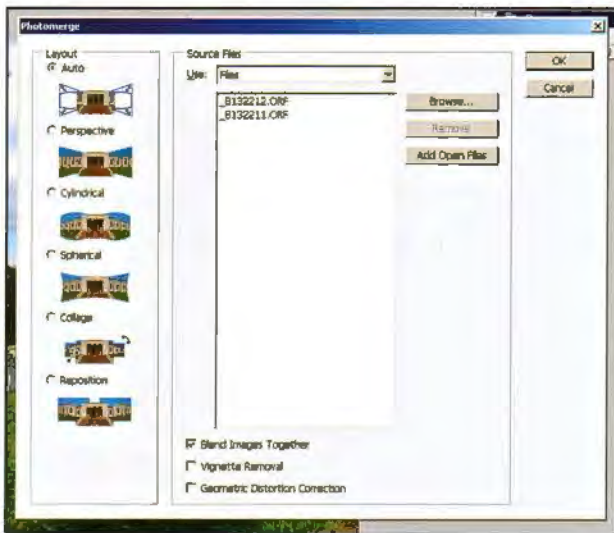 Photomerge
Layout
Auto
Perspective
Cylindrical
Spherical
Collage
Reposition
Source Files
Use: Files
_B132212.ORF
_B132211.ORF
Browse...
Remove
Add Open Files
Blend Images Together
Vignette Removal
Geometric Distortion Correction
OK
Cancel